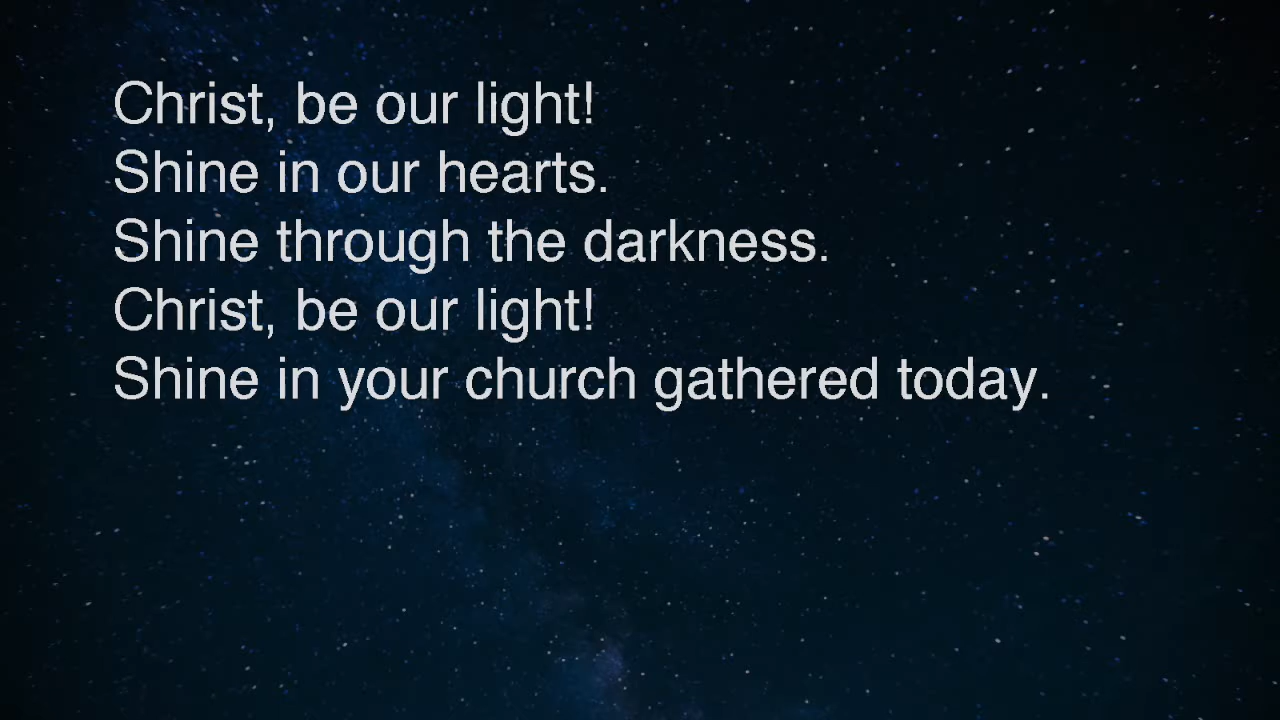 Christ, be our light!
Shine in our hearts.
Shine through the darkness.
Christ, be our light!
Shine in your church gathered today.